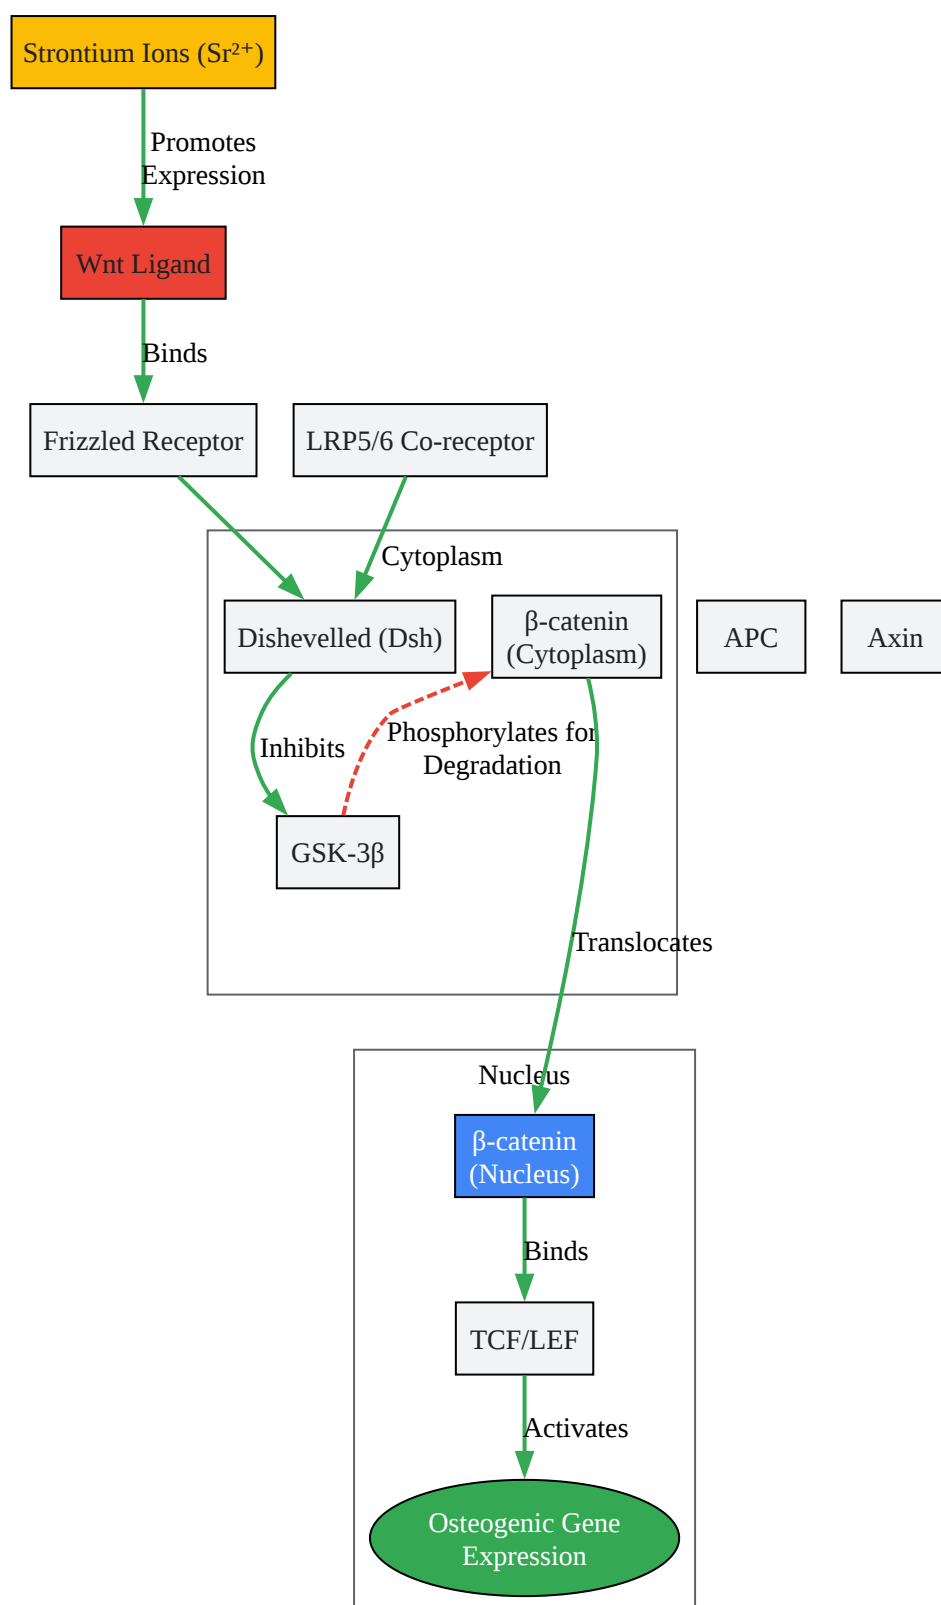 Strontium Ions (Sr²⁺)
Promotes
Expression
Wnt Ligand
Binds
Frizzled Receptor
LRP5/6 Co-receptor
Cytoplasm
Dishevelled (Dsh)
β-catenin
(Cytoplasm)
APC
Axin
Inhibits
Phosphorylates for
Degradation
GSK-3β
Translocates
Nucleus
β-catenin
(Nucleus)
Binds
TCF/LEF
Activates
Osteogenic Gene
Expression